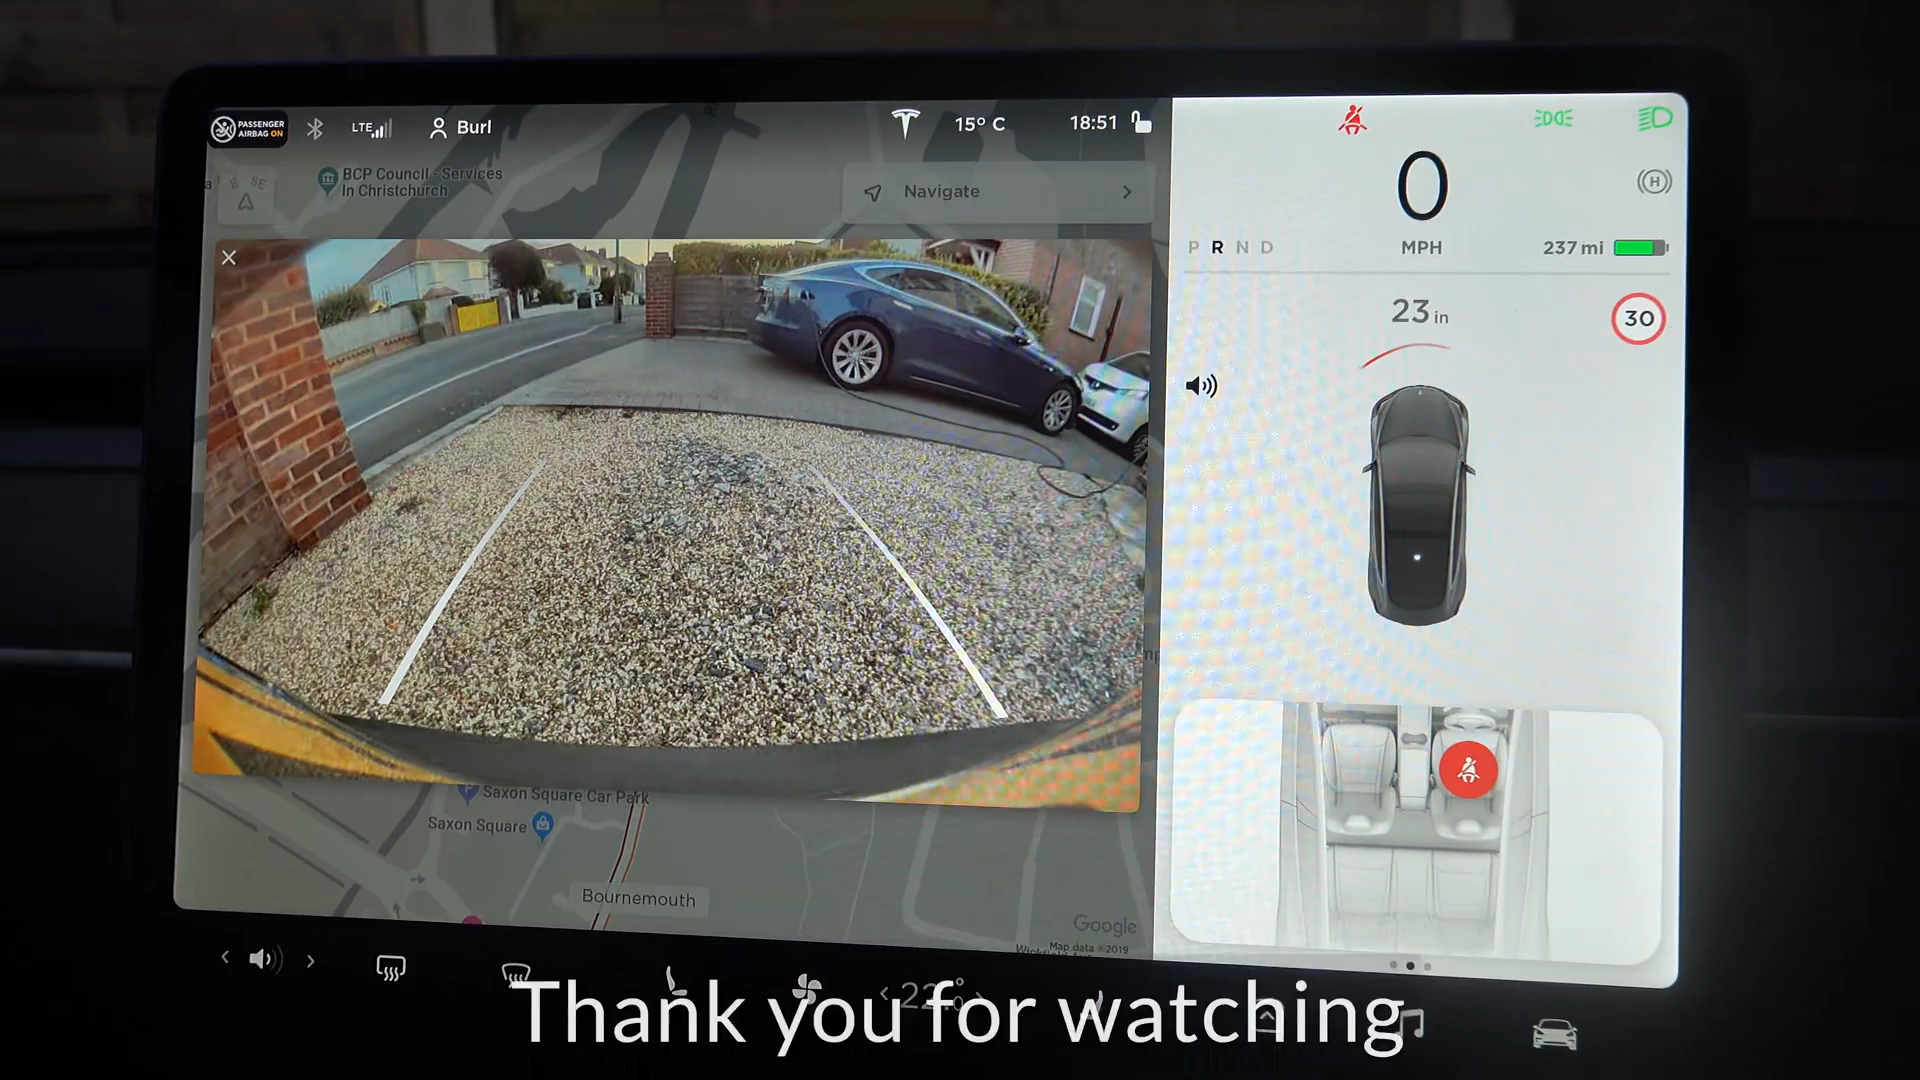 PASSENGER
AIRBAG ON
LTE
Burl
15° C
18:51
SE
BCP Council - Services
In Christchurch
Navigate
0
MPH
P R N D
237 mi
23 in
30
Saxon Square Car Park
Saxon Square
Bournemouth
Google
Map data ©2019
Thank you for watching